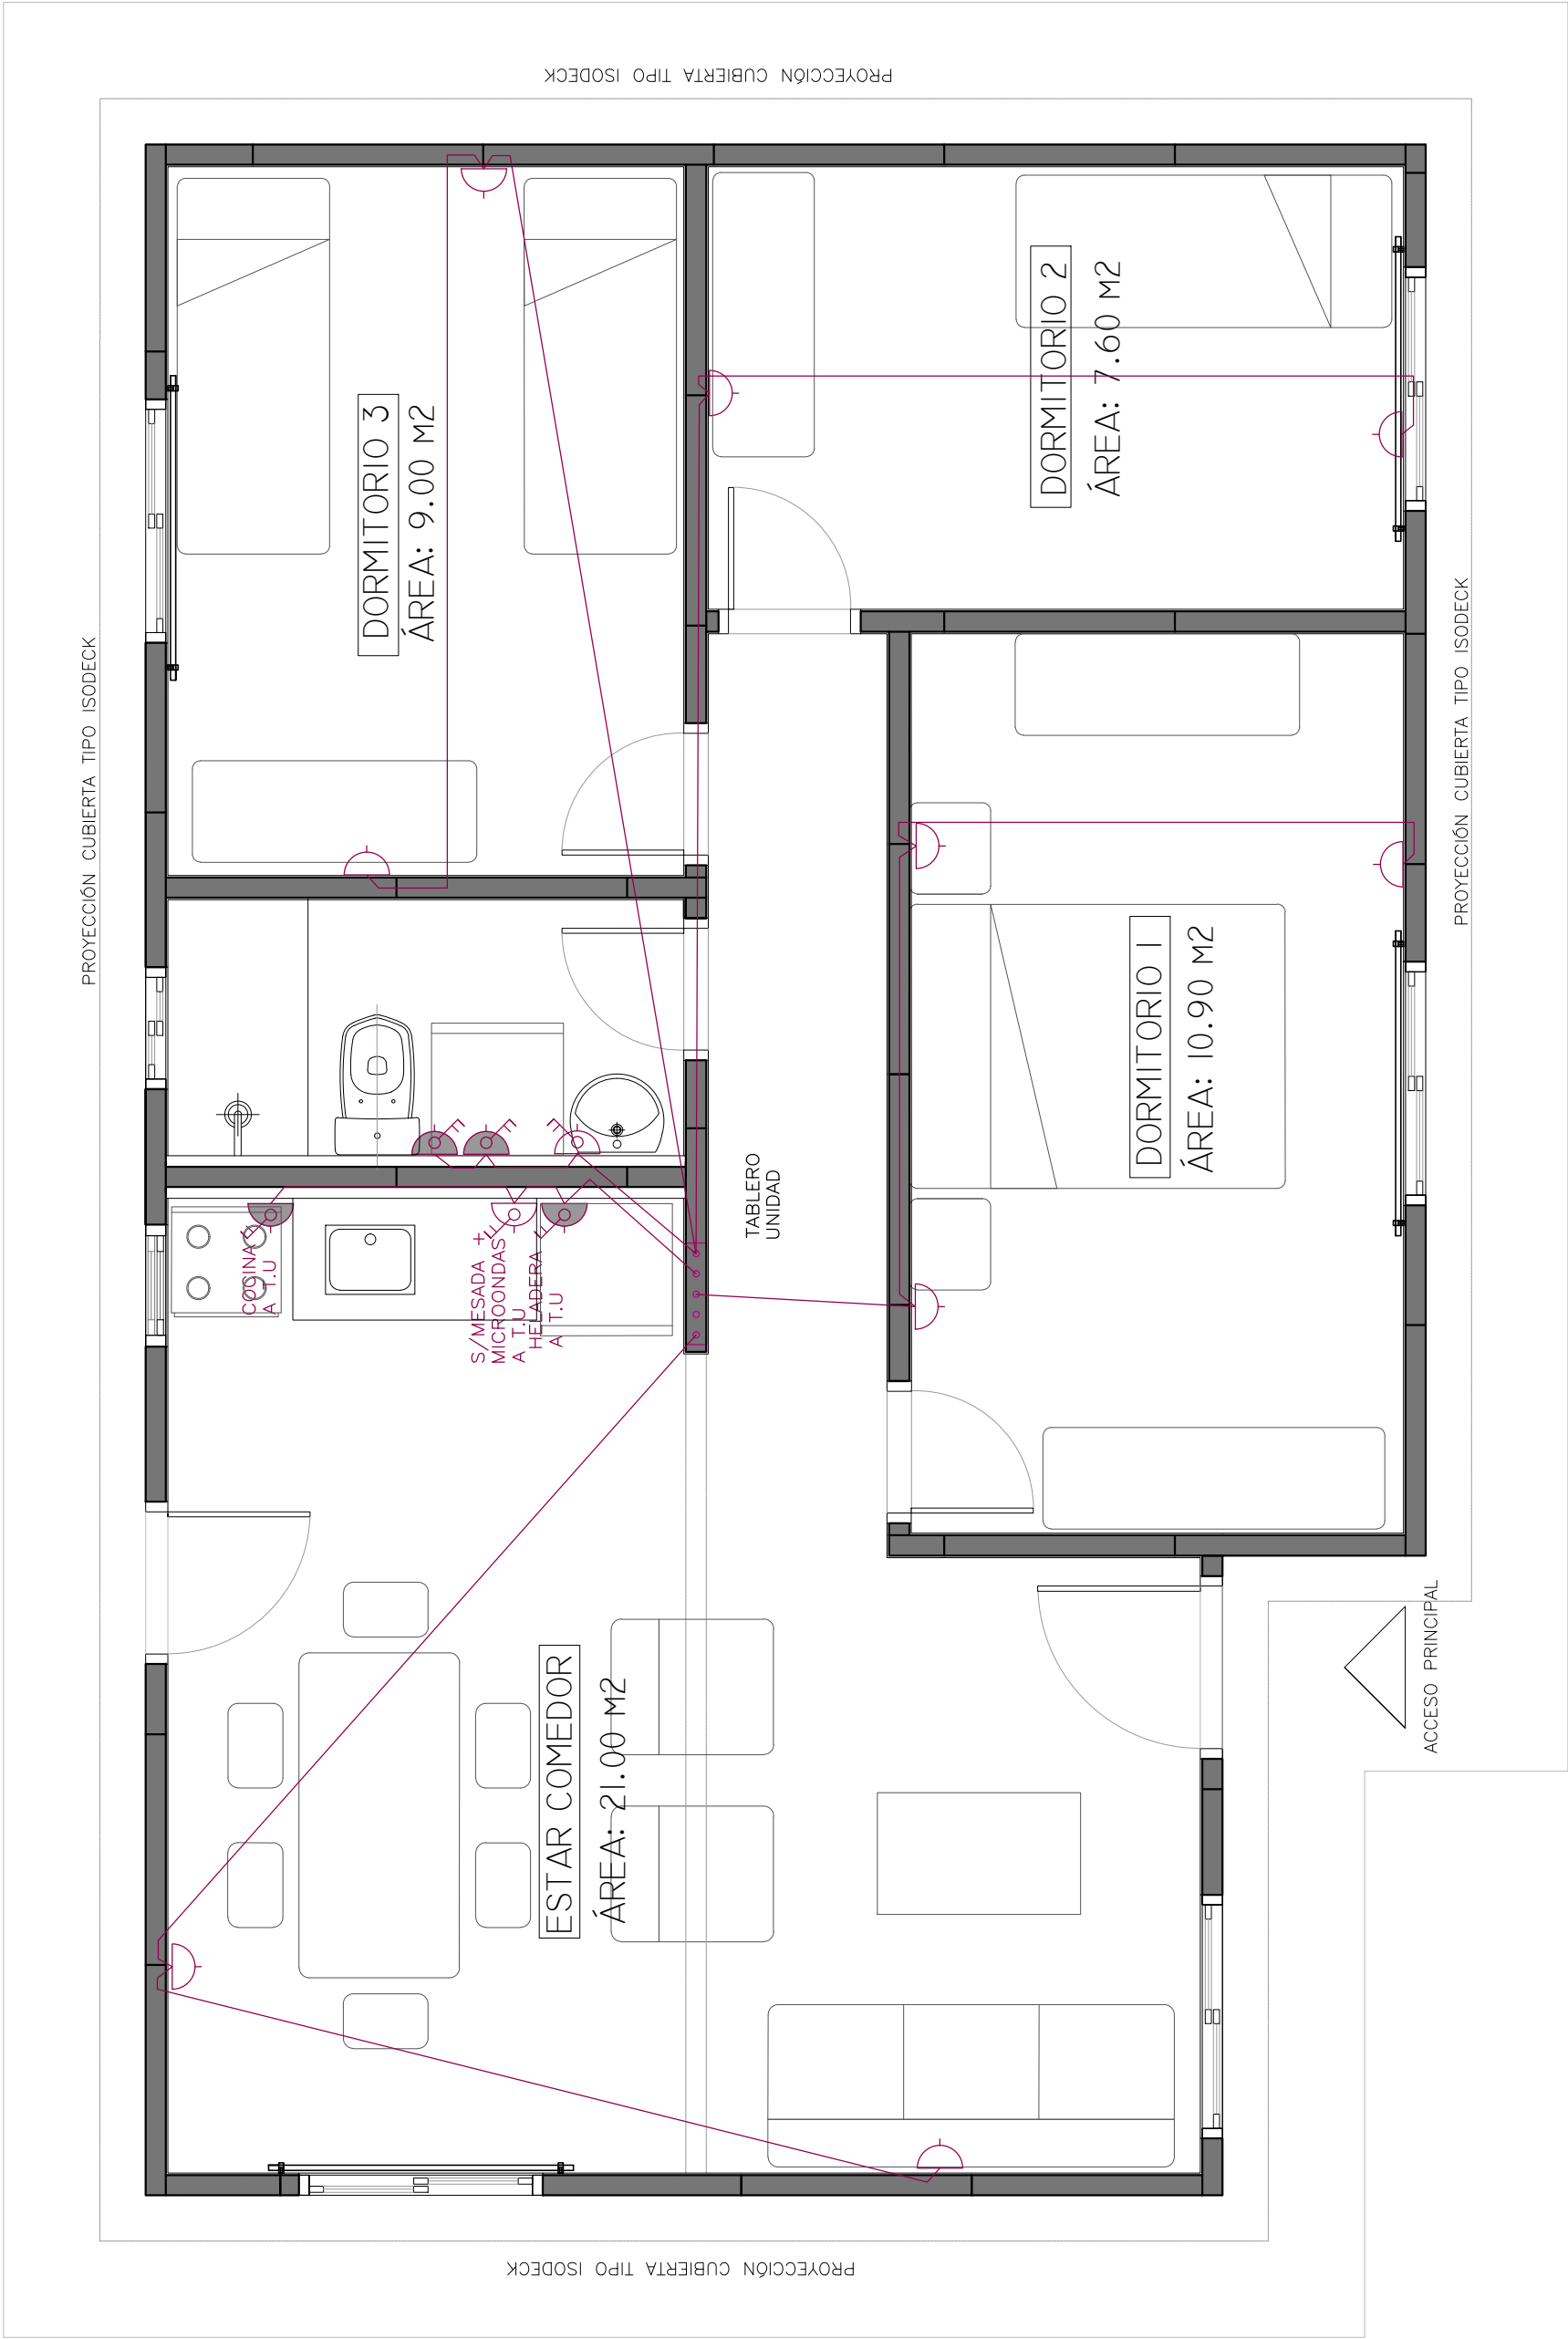 PROYECCIÓN CUBIERTA TIPO ISODECK
PROYECCIÓN CUBIERTA TIPO ISODECK
DORMITORIO 3
ÁREA: 9.00 M2
DORMITORIO 2
ÁREA: 7.60 M2
PROYECCIÓN CUBIERTA TIPO ISODECK
DORMITORIO 1
ÁREA: 10.90 M2
TABLERO
UNIDAD
COCINA
A T.U
S/MESADA +
MICROONDAS
A T.U
HELADERA
A T.U
ESTAR COMEDOR
ÁREA: 21.00 M2
ACCESO PRINCIPAL
PROYECCIÓN CUBIERTA TIPO ISODECK